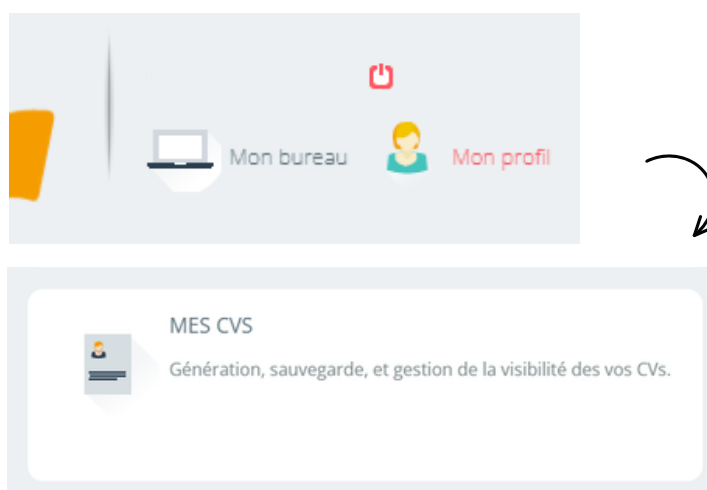 Mon bureau
Mon profil
MES CVS
Génération, sauvegarde, et gestion de la visibilité des vos CVs.